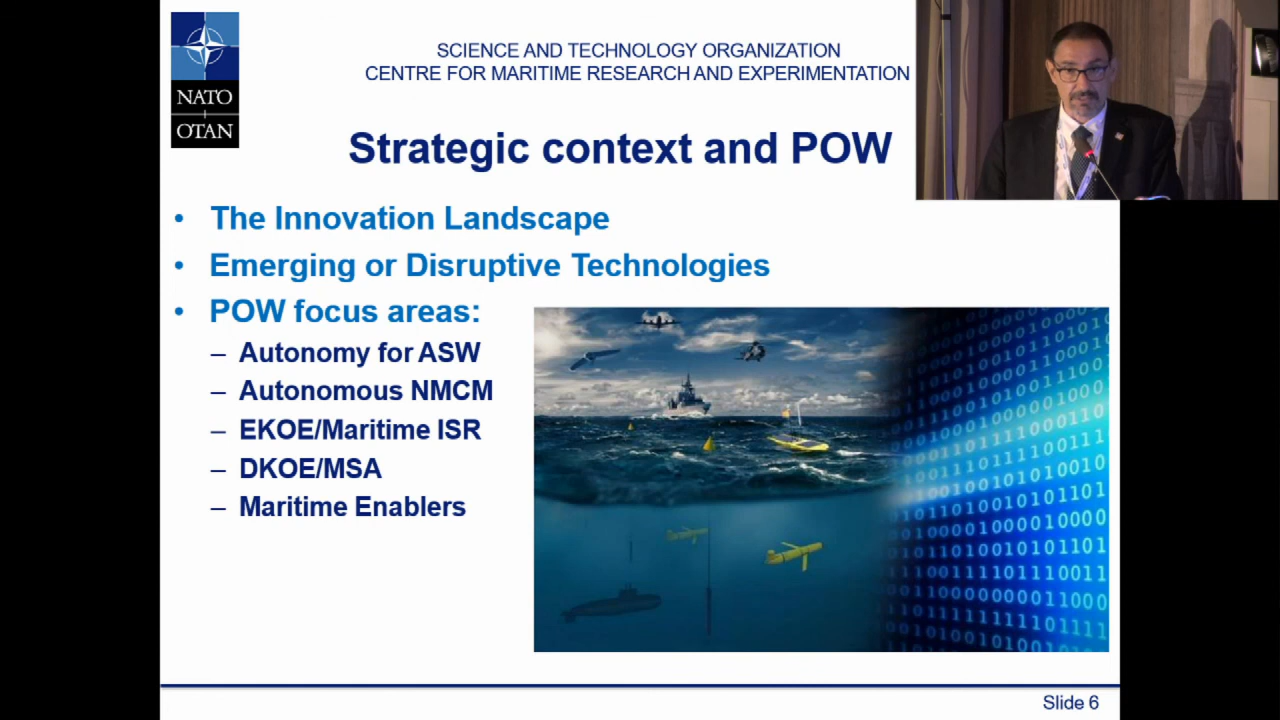 NATO
OTAN
SCIENCE AND TECHNOLOGY ORGANIZATION
CENTRE FOR MARITIME RESEARCH AND EXPERIMENTATION
Strategic context and POW
• The Innovation Landscape
• Emerging or Disruptive Technologies
• POW focus areas:
– Autonomy for ASW
– Autonomous NMCM
– EKOE/Maritime ISR
– DKOE/MSA
– Maritime Enablers
Slide 6